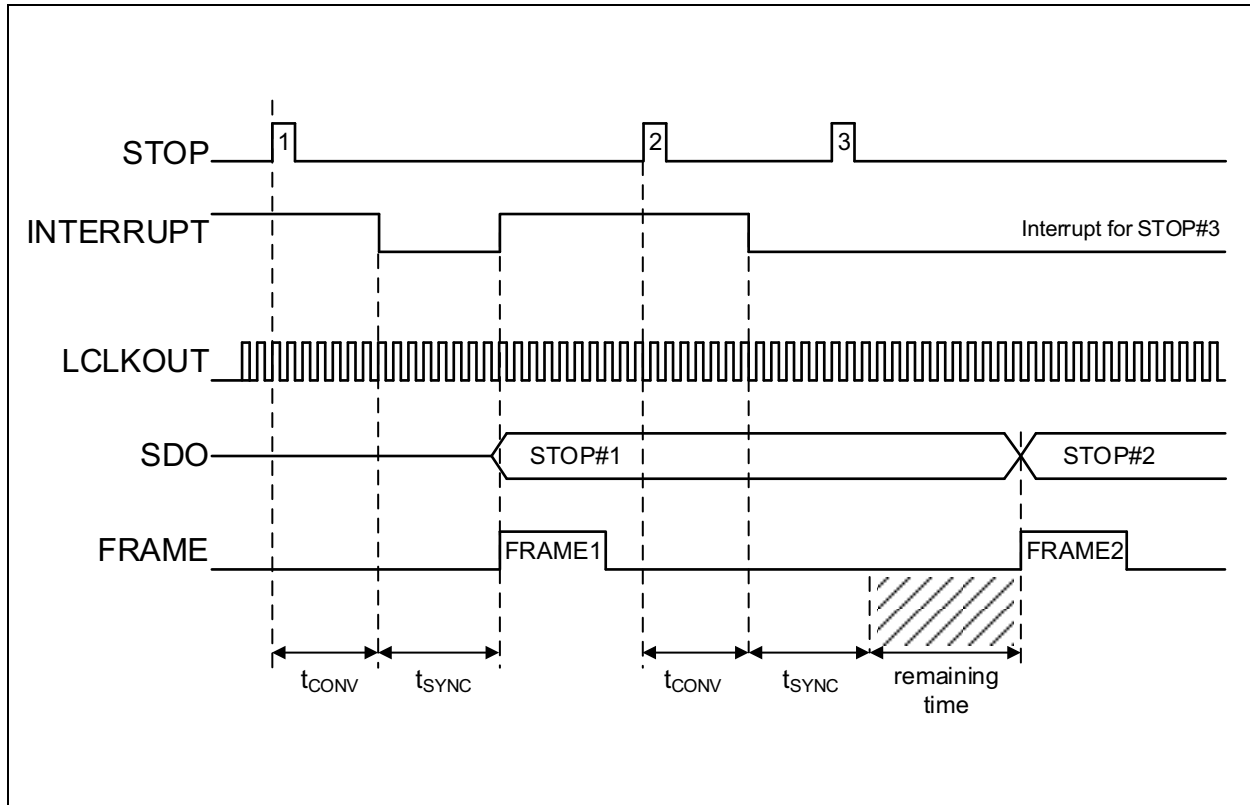 STOP
1
2
3
INTERRUPT
Interrupt for STOP#3
LCLKOUT
SDO
STOP#1
STOP#2
FRAME
FRAME1
FRAME2
tCONV
tSYNC
tCONV
tSYNC
remaining
time